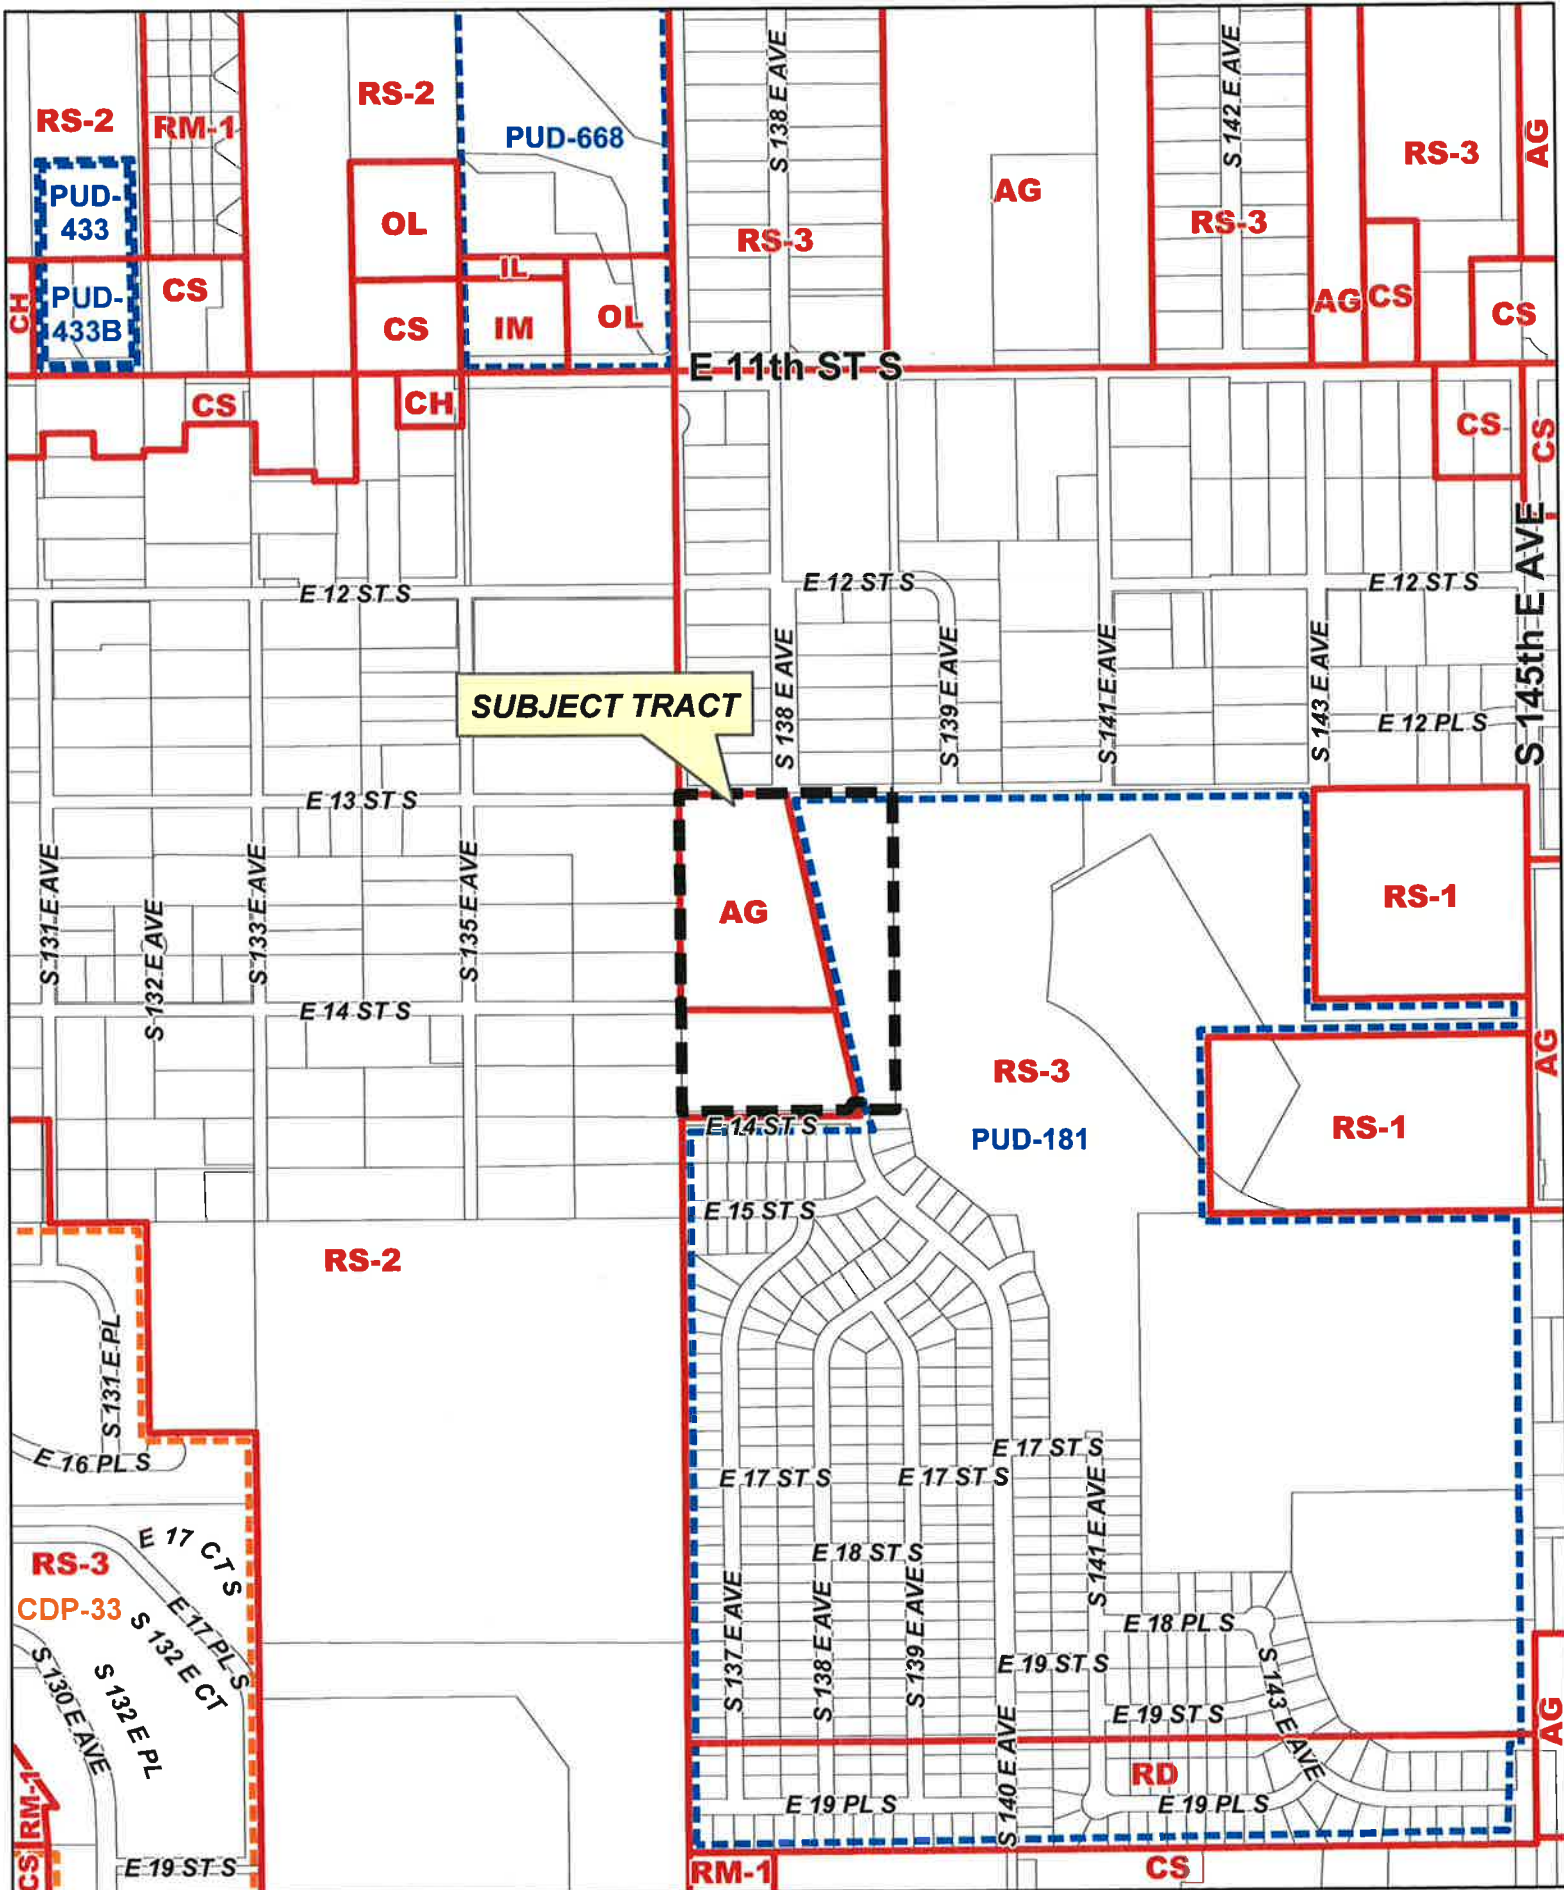 S 138 E AVE
S 142 E AVE
RS-2
RS-2
RM-1
PUD-668
AG
RS-3
AG
PUD-
433
OL
RS-3
RS-3
IL
CH
PUD-
433B
CS
CS
IM
OL
AG
CS
CS
E 11th ST S
CS
CH
CS
CS
E 12 ST S
E 12 ST S
E 12 ST S
S 145th E AVE
SUBJECT TRACT
S 138 E AVE
S 139 E AVE
S 141 E AVE
S 143 E AVE
E 12 PL S
E 13 ST S
S 131 E AVE
S 132 E AVE
S 133 E AVE
S 135 E AVE
AG
RS-1
E 14 ST S
RS-3
AG
E 14 ST S
PUD-181
RS-1
E 15 ST S
RS-2
S 131 E PL
E 16 PL S
E 17 ST S
E 17 ST S
E 17 ST S
E 17 CT S
RS-3
CDP-33
E 17 PL S
S 132 E CT
S 132 E PL
S 130 E AVE
E 18 ST S
S 141 E AVE
S 137 E AVE
S 138 E AVE
S 139 E AVE
E 18 PL S
E 19 ST S
S 143 E AVE
E 19 ST S
AG
S 140 E AVE
RD
E 19 PL S
E 19 PL S
RM-1
CS
E 19 ST S
RM-1
CS